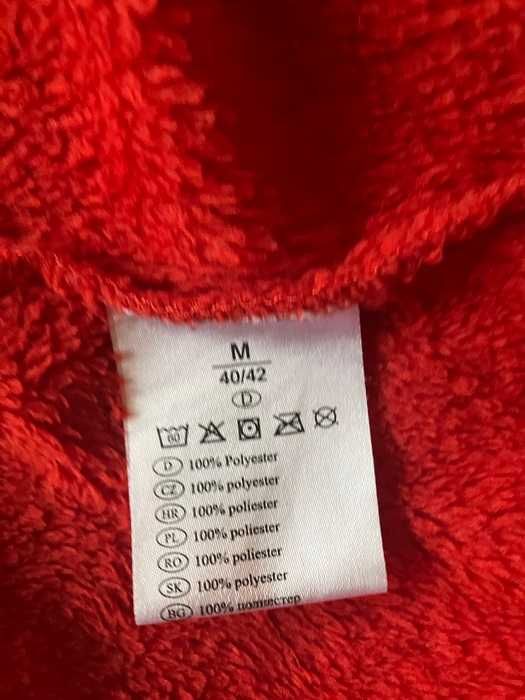 M
40/42
D
60
D 100% Polyester
CZ 100% polyester
HR 100% poliester
PL 100% poliester
RO 100% poliester
SK 100% polyester
BG 100% полиестер